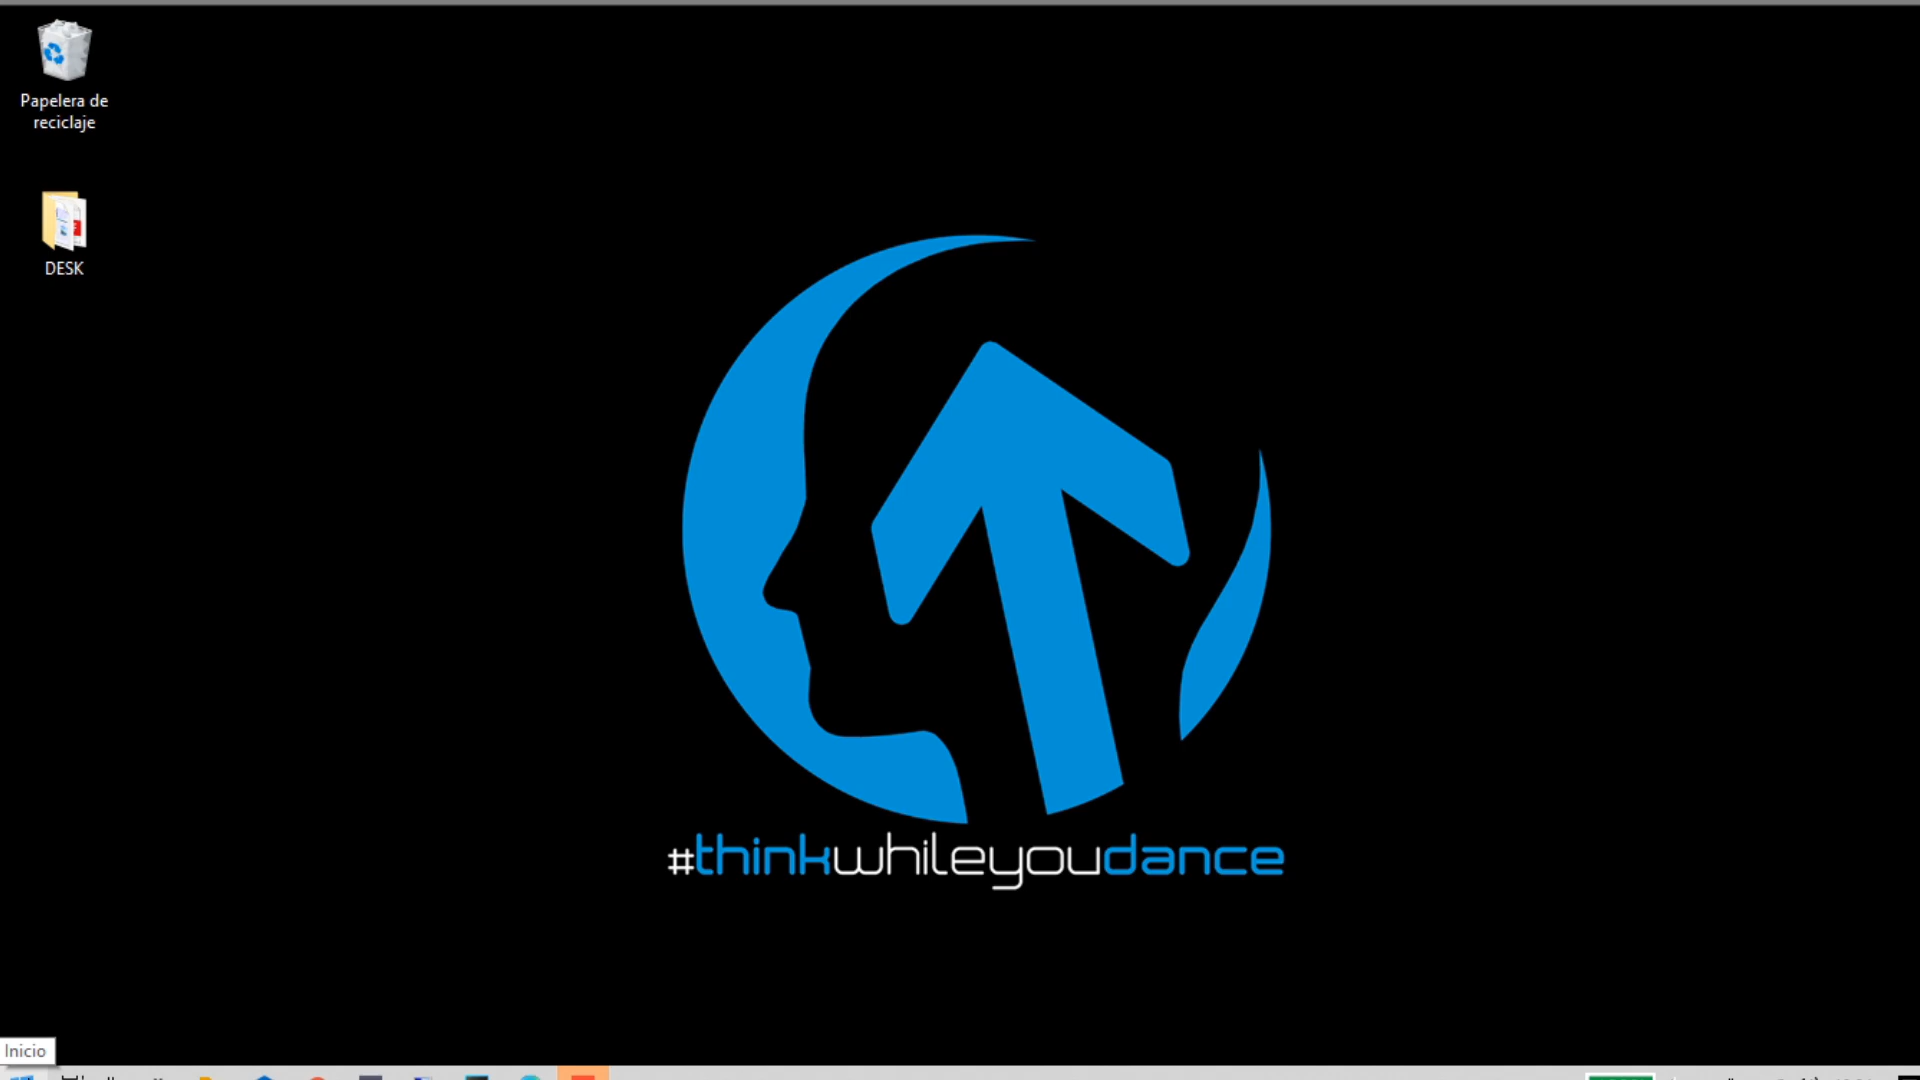 Papelera de
reciclaje
DESK
#thinkwhileyoudance
Inicio